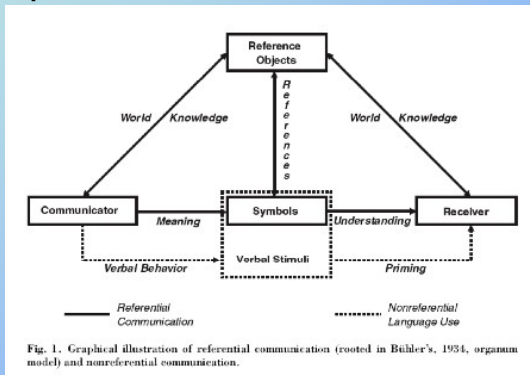 Reference
Objects
References
World Knowledge
World Knowledge
Communicator
Symbols
Receiver
Meaning
Understanding
Verbal Stimuli
Verbal Behavior
Priming
Referential
Communication
Nonreferential
Language Use
Fig. 1. Graphical illustration of referential communication (rooted in Bühler's, 1934, organum
model) and nonreferential communication.